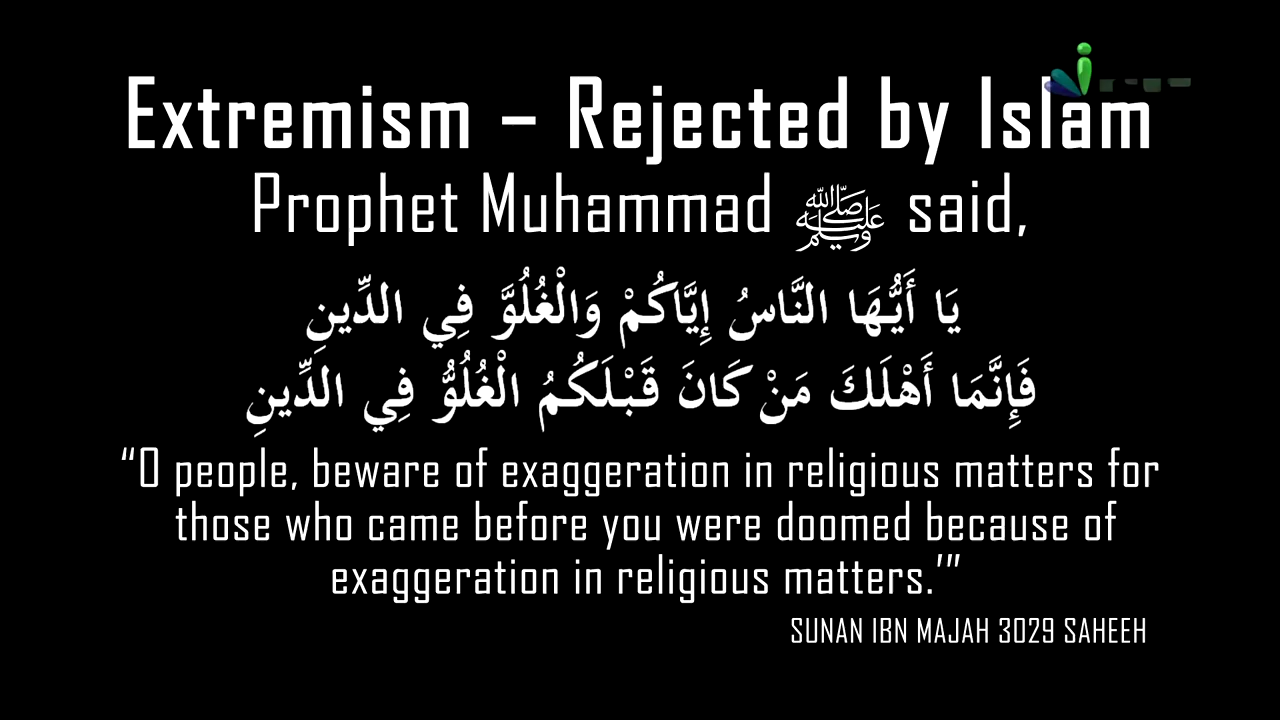 Extremism – Rejected by Islam
Prophet Muhammad ﷺ said,
يَا أَيُّهَا النَّاسُ إِيَّاكُمْ وَالْغُلُوَّ فِي الدِّينِ
فَإِنَّمَا أَهْلَكَ مَنْ كَانَ قَبْلَكُمُ الْغُلُوُّ فِي الدِّينِ
“O people, beware of exaggeration in religious matters for
those who came before you were doomed because of
exaggeration in religious matters.’”
SUNAN IBN MAJAH 3029 SAHEEH